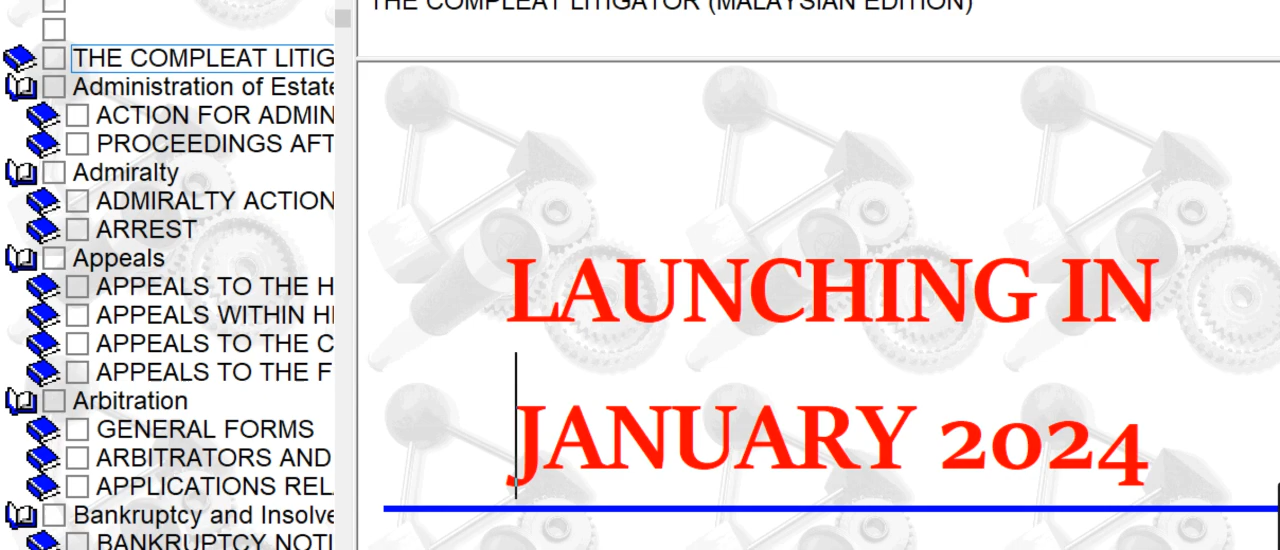 THE COMPLEAT LITIG
Administration of Estate
ACTION FOR ADMIN
PROCEEDINGS AFT
Admiralty
ADMIRALTY ACTION
ARREST
Appeals
APPEALS TO THE H
APPEALS WITHIN HI
APPEALS TO THE C
APPEALS TO THE F
Arbitration
GENERAL FORMS
ARBITRATORS AND
APPLICATIONS REL
Bankruptcy and Insolve
BANKRUPTCY NOTI
THE COMPLEAT LITIGATOR (MALAYSIAN EDITION)
LAUNCHING IN
JANUARY 2024